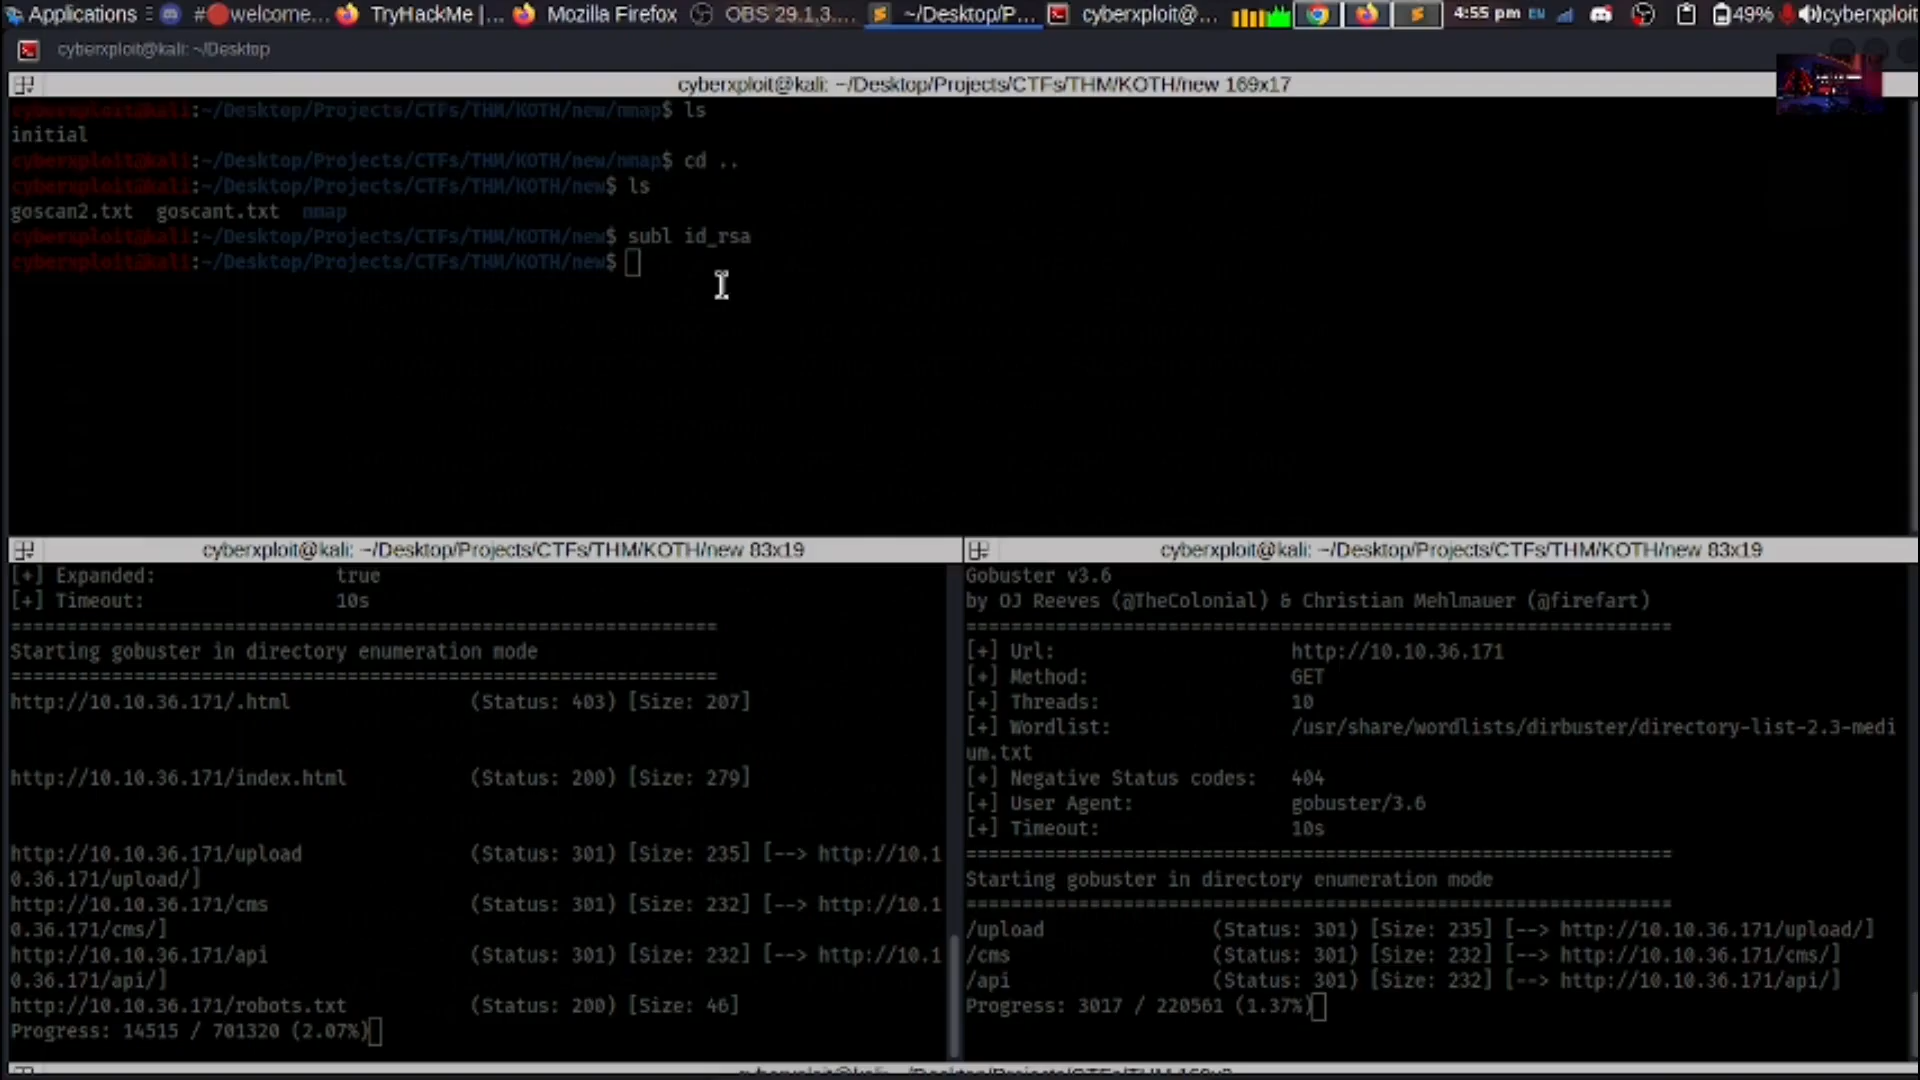 Applications #welcome... TryHackMe |... Mozilla Firefox OBS 29.1.3.... ~/Desktop/P... cyberxploit@... 4:55 pm EN 49% cyberxploit
cyberxploit@kali: ~/Desktop
cyberxploit@kali: ~/Desktop/Projects/CTFs/THM/KOTH/new 169x17
cyberxploit@kali:~/Desktop/Projects/CTFs/THM/KOTH/new/nmap$ ls
initial
cyberxploit@kali:~/Desktop/Projects/CTFs/THM/KOTH/new/nmap$ cd ..
cyberxploit@kali:~/Desktop/Projects/CTFs/THM/KOTH/new$ ls
goscan2.txt goscant.txt nmap
cyberxploit@kali:~/Desktop/Projects/CTFs/THM/KOTH/new$ subl id_rsa
cyberxploit@kali:~/Desktop/Projects/CTFs/THM/KOTH/new$
cyberxploit@kali: ~/Desktop/Projects/CTFs/THM/KOTH/new 83x19
[+] Expanded: true
[+] Timeout: 10s
===============================================================
Starting gobuster in directory enumeration mode
===============================================================
http://10.10.36.171/.html (Status: 403) [Size: 207]
http://10.10.36.171/index.html (Status: 200) [Size: 279]
http://10.10.36.171/upload (Status: 301) [Size: 235] [--> http://10.1
0.36.171/upload/]
http://10.10.36.171/cms (Status: 301) [Size: 232] [--> http://10.1
0.36.171/cms/]
http://10.10.36.171/api (Status: 301) [Size: 232] [--> http://10.1
0.36.171/api/]
http://10.10.36.171/robots.txt (Status: 200) [Size: 46]
Progress: 14515 / 701320 (2.07%)
cyberxploit@kali: ~/Desktop/Projects/CTFs/THM/KOTH/new 83x19
Gobuster v3.6
by OJ Reeves (@TheColonial) & Christian Mehlmauer (@firefart)
===============================================================
[+] Url: http://10.10.36.171
[+] Method: GET
[+] Threads: 10
[+] Wordlist: /usr/share/wordlists/dirbuster/directory-list-2.3-medi
um.txt
[+] Negative Status codes: 404
[+] User Agent: gobuster/3.6
[+] Timeout: 10s
===============================================================
Starting gobuster in directory enumeration mode
===============================================================
/upload (Status: 301) [Size: 235] [--> http://10.10.36.171/upload/]
/cms (Status: 301) [Size: 232] [--> http://10.10.36.171/cms/]
/api (Status: 301) [Size: 232] [--> http://10.10.36.171/api/]
Progress: 3017 / 220561 (1.37%)